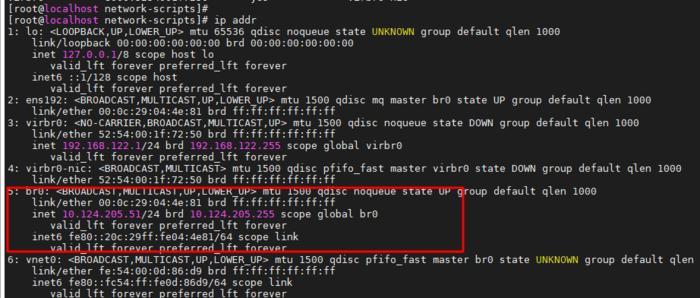 [root@localhost network-scripts]#
[root@localhost network-scripts]# ip addr
1: lo: <LOOPBACK,UP,LOWER_UP> mtu 65536 qdisc noqueue state UNKNOWN group default qlen 1000
link/loopback 00:00:00:00:00:00 brd 00:00:00:00:00:00
inet 127.0.0.1/8 scope host lo
valid_lft forever preferred_lft forever
inet6 ::1/128 scope host
valid_lft forever preferred_lft forever
2: ens192: <BROADCAST,MULTICAST,UP,LOWER_UP> mtu 1500 qdisc mq master br0 state UP group default qlen 1000
link/ether 00:0c:29:04:4e:81 brd ff:ff:ff:ff:ff:ff
3: virbr0: <NO-CARRIER,BROADCAST,MULTICAST,UP> mtu 1500 qdisc noqueue state DOWN group default qlen 1000
link/ether 52:54:00:1f:72:50 brd ff:ff:ff:ff:ff:ff
inet 192.168.122.1/24 brd 192.168.122.255 scope global virbr0
valid_lft forever preferred_lft forever
4: virbr0-nic: <BROADCAST,MULTICAST> mtu 1500 qdisc pfifo_fast master virbr0 state DOWN group default qlen 1000
link/ether 52:54:00:1f:72:50 brd ff:ff:ff:ff:ff:ff
5: br0: <BROADCAST,MULTICAST,UP,LOWER_UP> mtu 1500 qdisc noqueue state UP group default qlen 1000
link/ether 00:0c:29:04:4e:81 brd ff:ff:ff:ff:ff:ff
inet 10.124.205.51/24 brd 10.124.205.255 scope global br0
valid_lft forever preferred_lft forever
inet6 fe80::20c:29ff:fe04:4e81/64 scope link
valid_lft forever preferred_lft forever
6: vnet0: <BROADCAST,MULTICAST,UP,LOWER_UP> mtu 1500 qdisc pfifo_fast master br0 state UNKNOWN group default qlen
link/ether fe:54:00:0d:86:d9 brd ff:ff:ff:ff:ff:ff
inet6 fe80::fc54:ff:fe0d:86d9/64 scope link
valid_lft forever preferred_lft forever